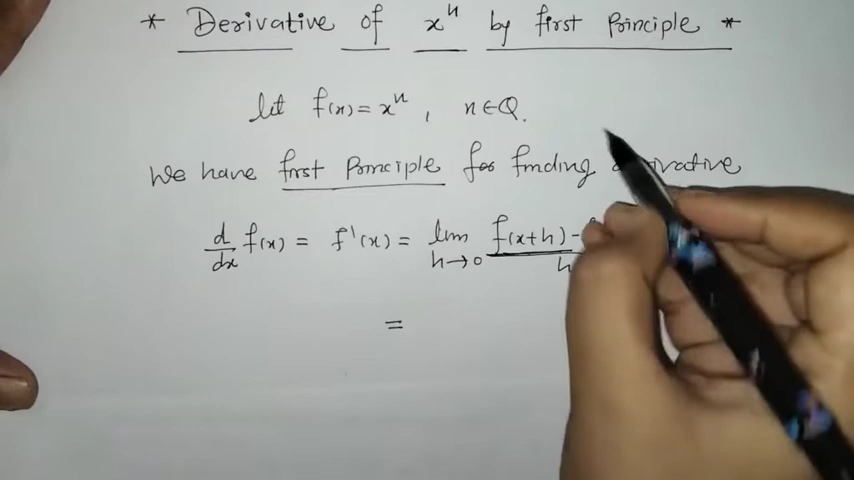 * Derivative of xⁿ by first Principle *
let f(x) = xⁿ , n ∈ Q.
We have first Principle for finding
d/dx f(x) = f'(x) = lim h→0 f(x+h) - / h
=